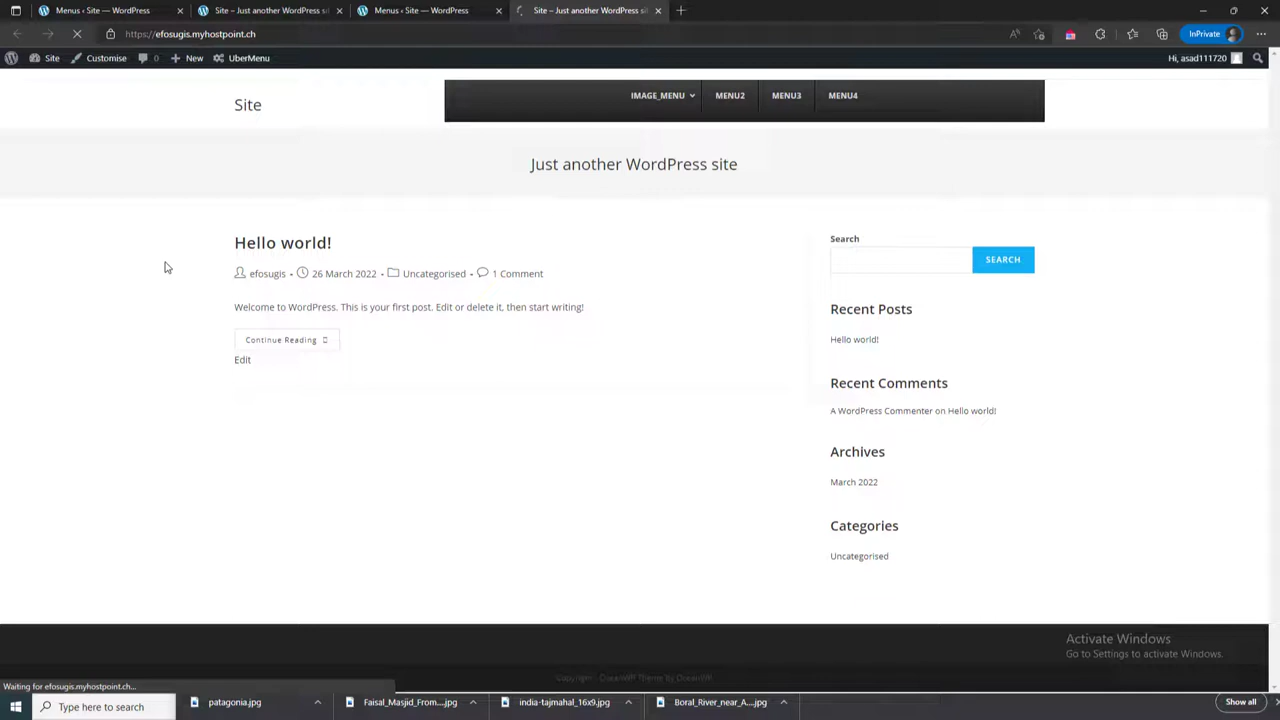 Menus ‹ Site — WordPress
Site – Just another WordPress si
Menus ‹ Site — WordPress
Site – Just another WordPress si
https://efosugis.myhostpoint.ch
InPrivate
Site
Customise
0
New
UberMenu
Hi, asad111720
Site
IMAGE_MENU
MENU2
MENU3
MENU4
Just another WordPress site
Hello world!
efosugis
26 March 2022
Uncategorised
1 Comment
Welcome to WordPress. This is your first post. Edit or delete it, then start writing!
Continue Reading
Edit
Search
SEARCH
Recent Posts
Hello world!
Recent Comments
A WordPress Commenter on Hello world!
Archives
March 2022
Categories
Uncategorised
Activate Windows
Go to Settings to activate Windows.
Copyright - OceanWP Theme by OceanWP
Waiting for efosugis.myhostpoint.ch...
Type here to search
patagonia.jpg
Faisal_Masjid_From....jpg
india-tajmahal_16x9.jpg
Boral_River_near_A....jpg
Show all